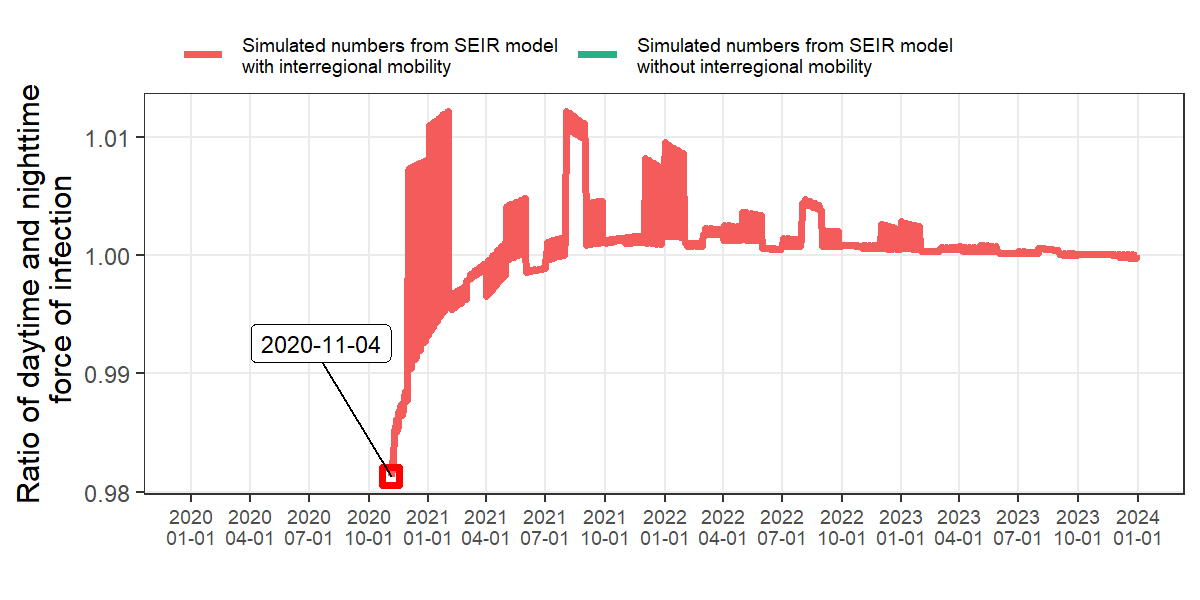 Simulated numbers from SEIR model
with interregional mobility
Simulated numbers from SEIR model
without interregional mobility
Ratio of daytime and nighttime
force of infection
1.01
1.00
0.99
0.98
2020-11-04
2020 2020 2020 2020 2021 2021 2021 2021 2022 2022 2022 2022 2023 2023 2023 2023 2024
01-01 04-01 07-01 10-01 01-01 04-01 07-01 10-01 01-01 04-01 07-01 10-01 01-01 04-01 07-01 10-01 01-01